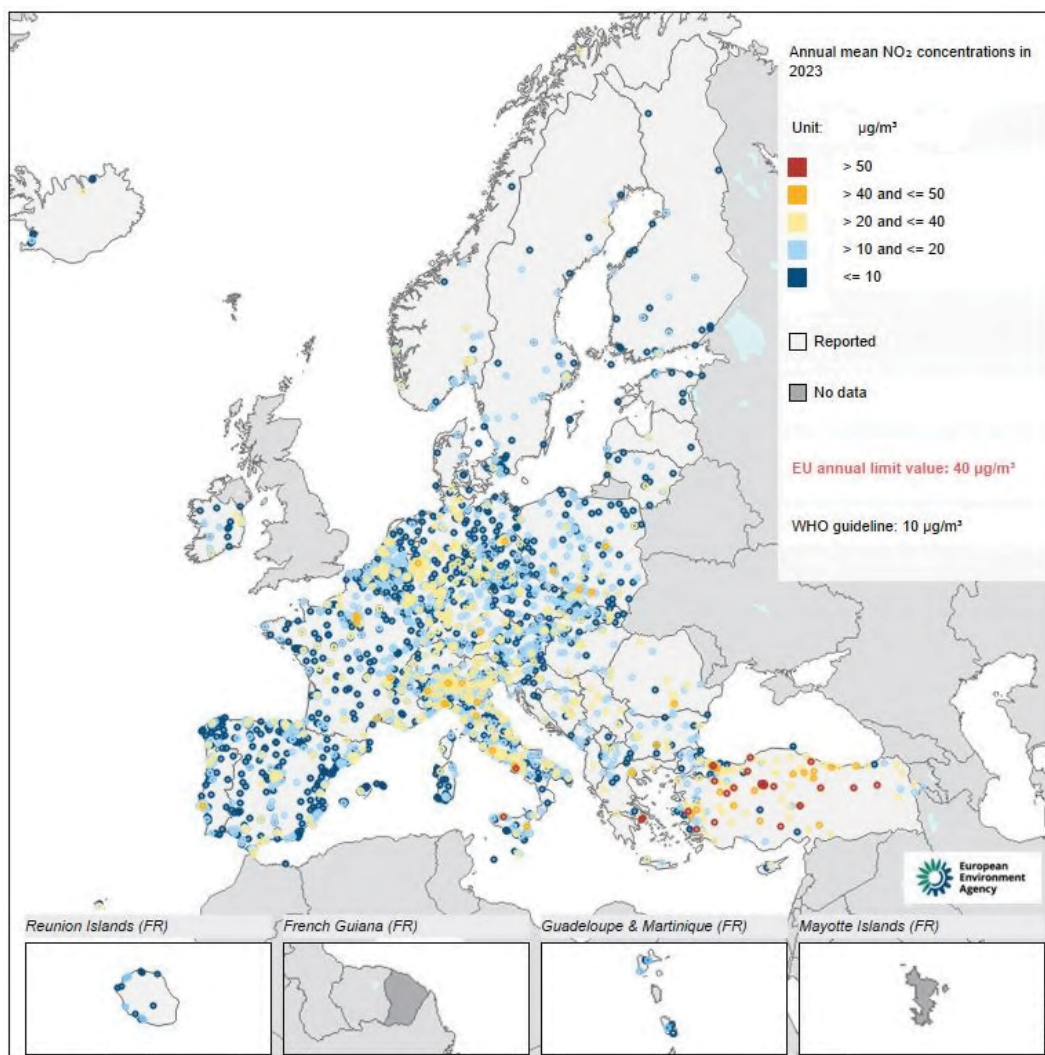 Annual mean NO₂ concentrations in
2023
Unit: µg/m³
> 50
> 40 and <= 50
> 20 and <= 40
> 10 and <= 20
<= 10
Reported
No data
EU annual limit value: 40 µg/m³
WHO guideline: 10 µg/m³
European
Environment
Agency
Reunion Islands (FR)
French Guiana (FR)
Guadeloupe & Martinique (FR)
Mayotte Islands (FR)